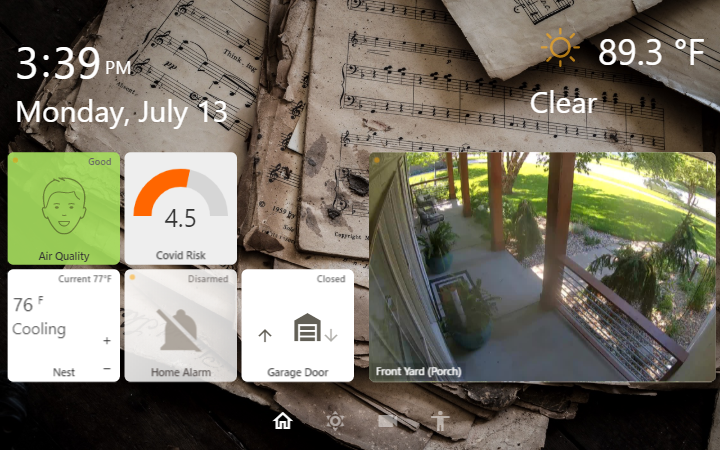 3:39 PM
Monday, July 13
89.3 °F
Clear
Good
Air Quality
4.5
Covid Risk
Current 77°F
76 F
Cooling
+
−
Nest
Disarmed
Home Alarm
Closed
Garage Door
Front Yard (Porch)
Think,